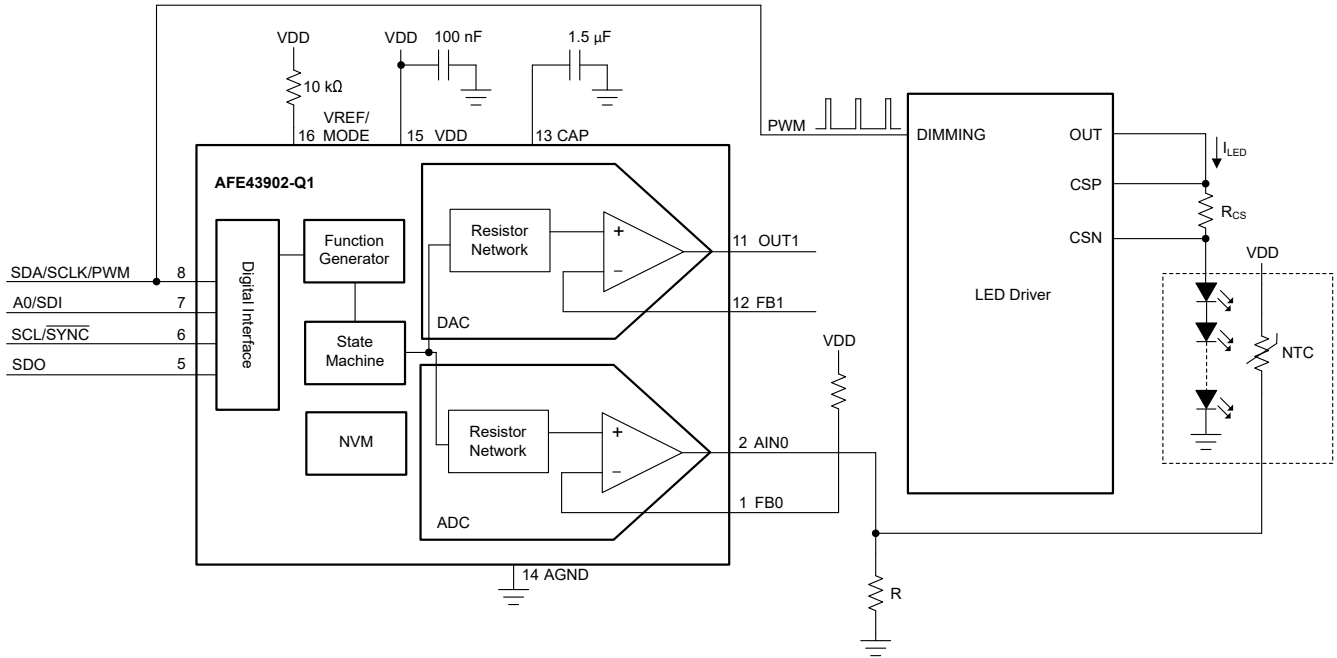 VDD
10 kΩ
VDD
100 nF
1.5 µF
16 VREF/
MODE
15 VDD
13 CAP
AFE43902-Q1
Digital Interface
Function
Generator
State
Machine
NVM
Resistor
Network
+
–
DAC
Resistor
Network
+
–
ADC
SDA/SCLK/PWM 8
A0/SDI 7
SCL/SYNC 6
SDO 5
11 OUT1
12 FB1
2 AIN0
1 FB0
14 AGND
VDD
R
PWM
DIMMING
LED Driver
OUT
CSP
CSN
ILED
RCS
VDD
NTC